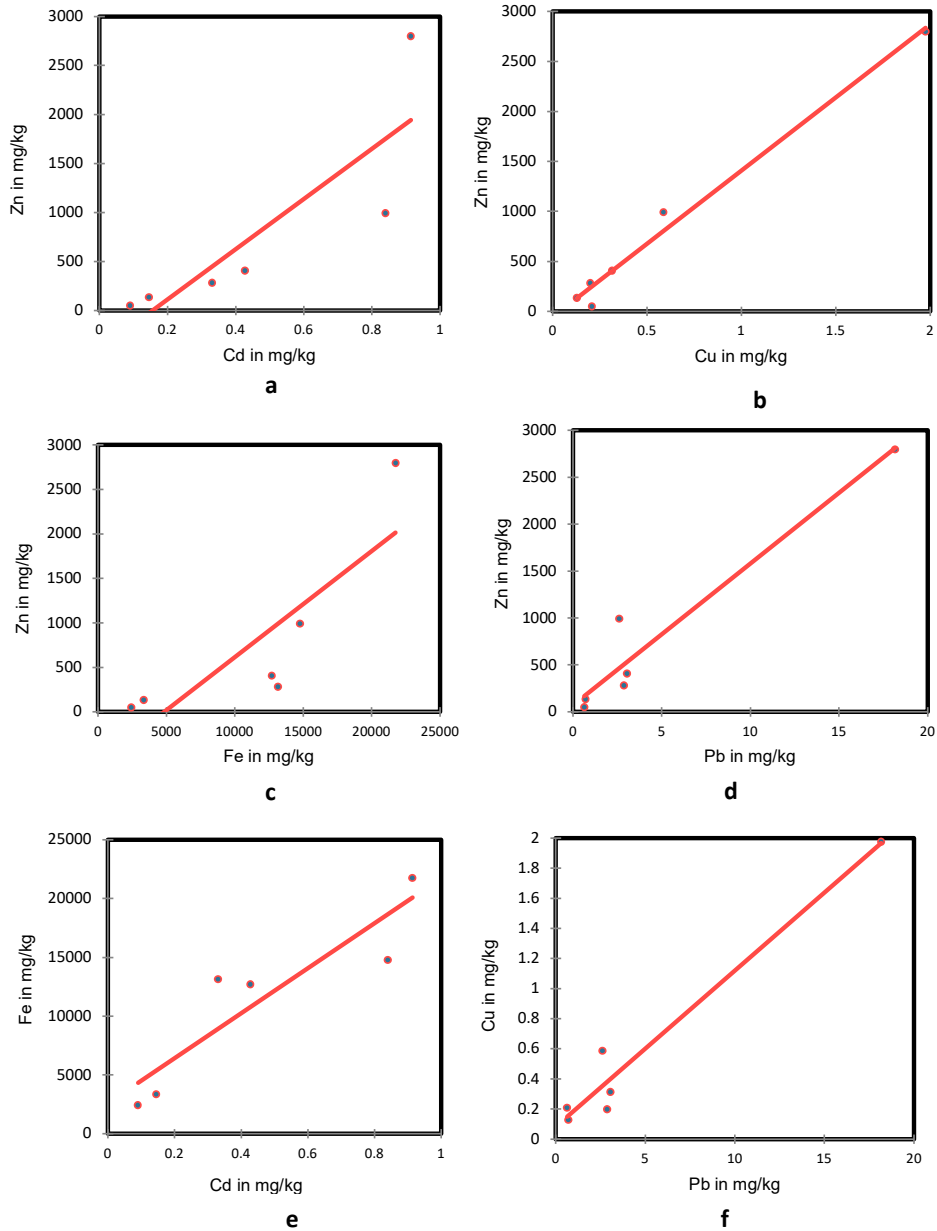 3000
2500
2000
1500
1000
500
0
Zn in mg/kg
0 0.2 0.4 0.6 0.8 1
Cd in mg/kg
a
3000
2500
2000
1500
1000
500
0
Zn in mg/kg
0 0.5 1 1.5 2
Cu in mg/kg
b
3000
2500
2000
1500
1000
500
0
Zn in mg/kg
0 5000 10000 15000 20000 25000
Fe in mg/kg
c
3000
2500
2000
1500
1000
500
0
Zn in mg/kg
0 5 10 15 20
Pb in mg/kg
d
25000
20000
15000
10000
5000
0
Fe in mg/kg
0 0.2 0.4 0.6 0.8 1
Cd in mg/kg
e
2
1.8
1.6
1.4
1.2
1
0.8
0.6
0.4
0.2
0
Cu in mg/kg
0 5 10 15 20
Pb in mg/kg
f